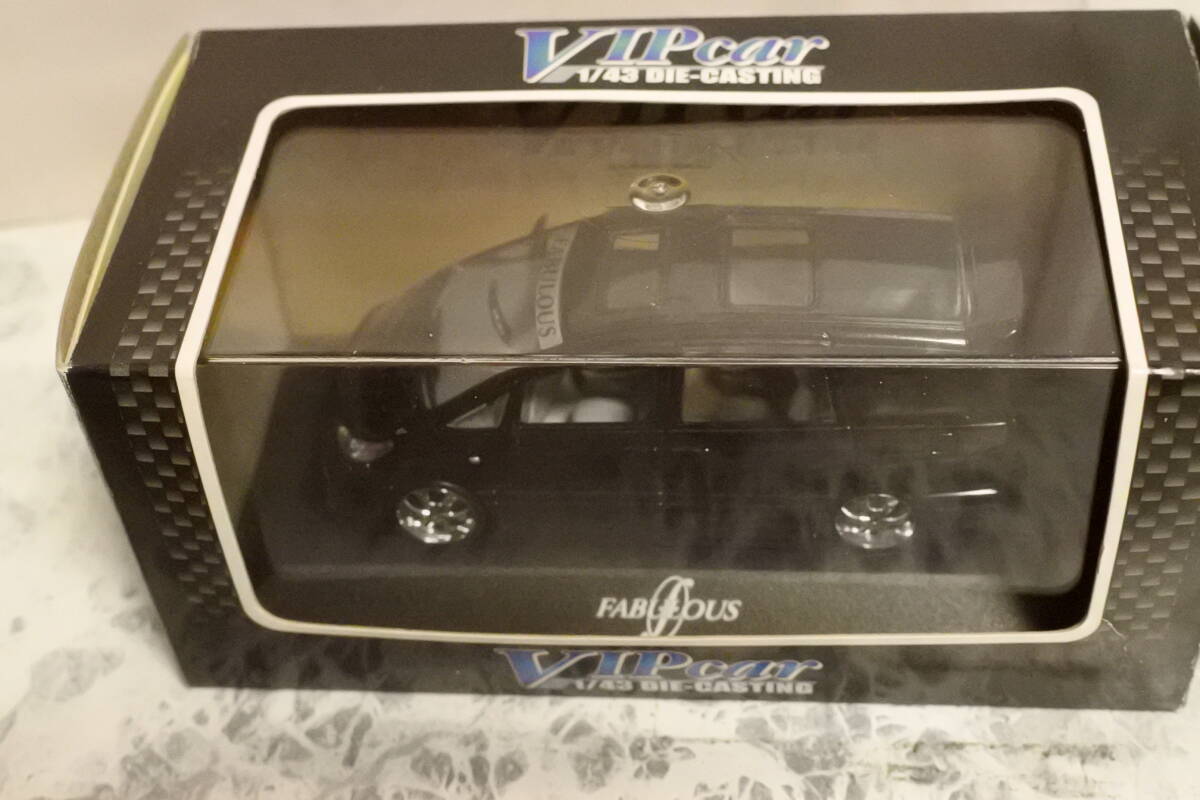 VIPcar
1/43 DIE-CASTING
FABULOUS
FABULOUS
VIPcar
1/43 DIE-CASTING